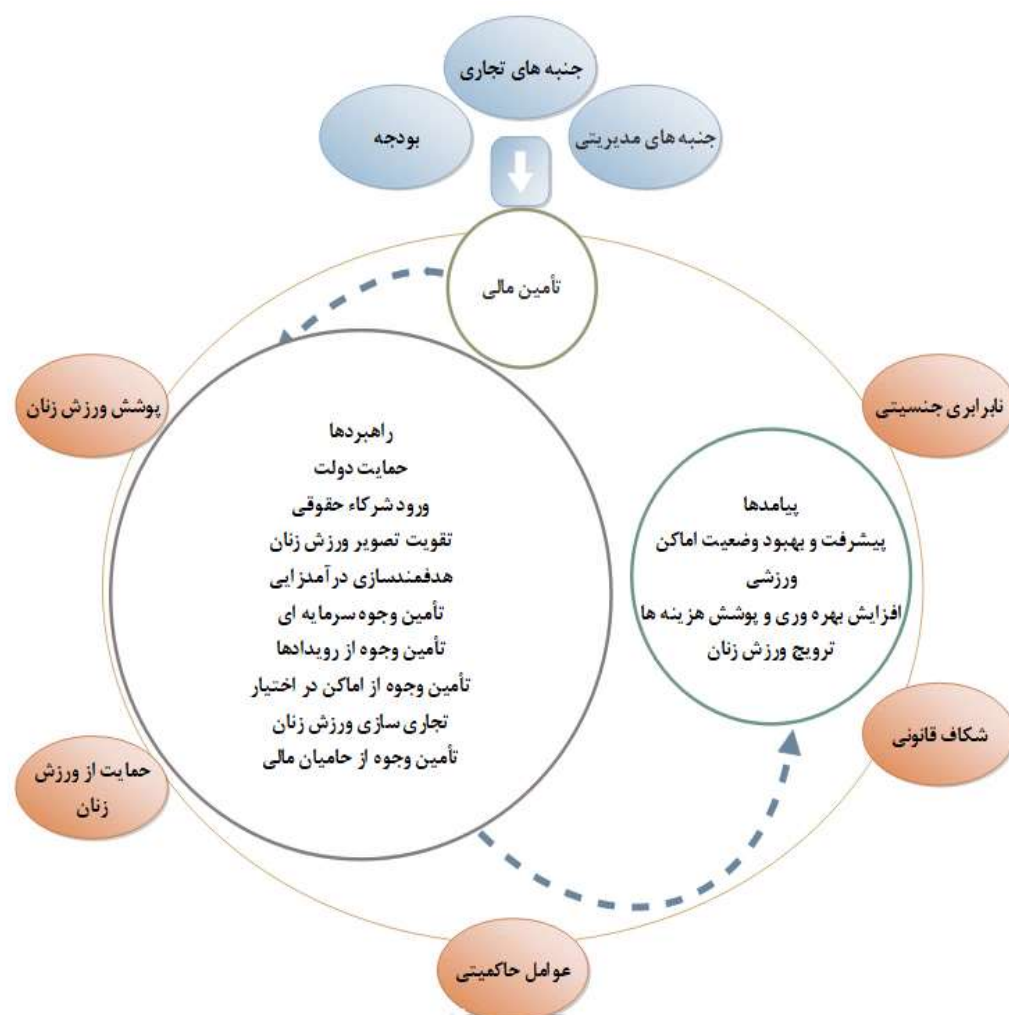 جنبه های تجاری
جنبه های مدیریتی
بودجه
تأمین مالی
نابرابری جنسیتی
پوشش ورزش زنان
راهبردها
حمایت دولت
ورود شرکاء حقوقی
تقویت تصویر ورزش زنان
هدفمندسازی درآمدزایی
تأمین وجوه سرمایه ای
تأمین وجوه از رویدادها
تأمین وجوه از اماکن در اختیار
تجاری سازی ورزش زنان
تأمین وجوه از حامیان مالی
پیامدها
پیشرفت و بهبود وضعیت اماکن
ورزشی
افزایش بهره وری و پوشش هزینه ها
ترویج ورزش زنان
شکاف قانونی
حمایت از ورزش
زنان
عوامل حاکمیتی